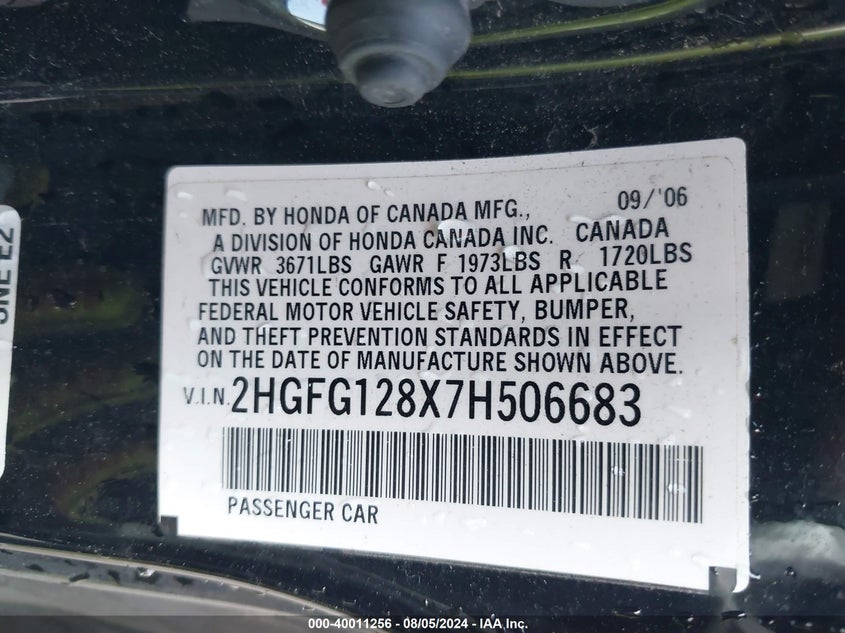 MFD. BY HONDA OF CANADA MFG., 09/'06
A DIVISION OF HONDA CANADA INC. CANADA
GVWR 3671LBS GAWR F 1973LBS R 1720LBS
THIS VEHICLE CONFORMS TO ALL APPLICABLE
FEDERAL MOTOR VEHICLE SAFETY, BUMPER,
AND THEFT PREVENTION STANDARDS IN EFFECT
ON THE DATE OF MANUFACTURE SHOWN ABOVE.
V.I.N. 2HGFG128X7H506683
PASSENGER CAR
000-40011256 - 08/05/2024 - IAA Inc.